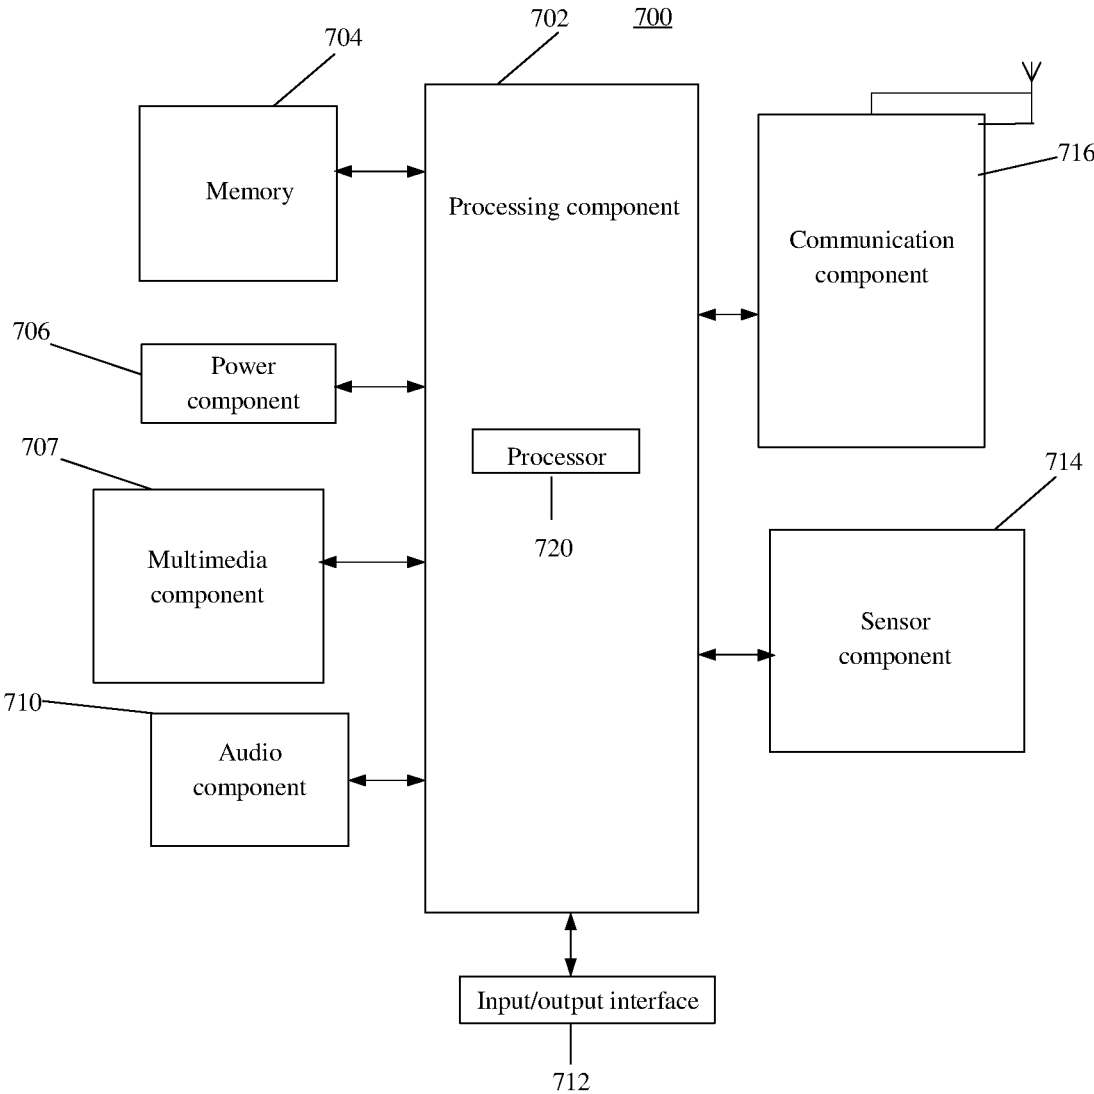 702
700
704
716
Memory
Processing component
Communication
component
706
Power
component
707
Processor
714
720
Multimedia
component
Sensor
component
710
Audio
component
Input/output interface
712